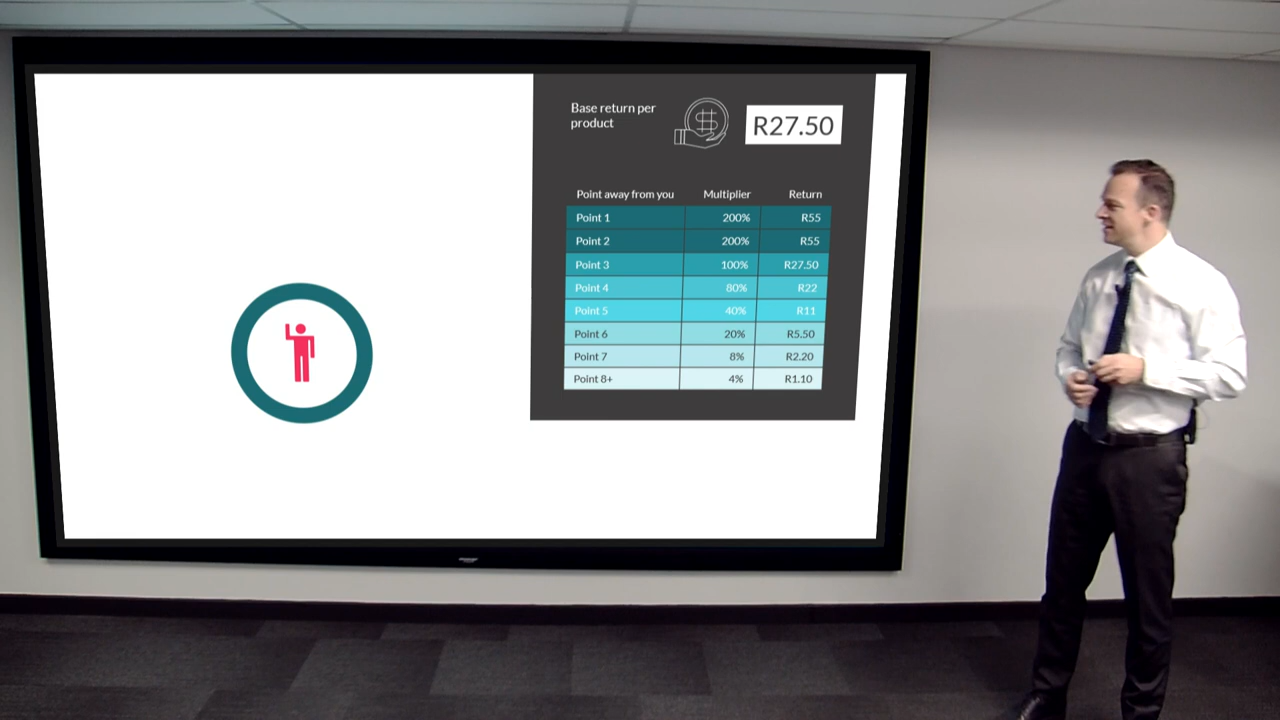 Base return per
product
R27.50
Point away from you Multiplier Return
Point 1 200% R55
Point 2 200% R55
Point 3 100% R27.50
Point 4 80% R22
Point 5 40% R11
Point 6 20% R5.50
Point 7 8% R2.20
Point 8+ 4% R1.10